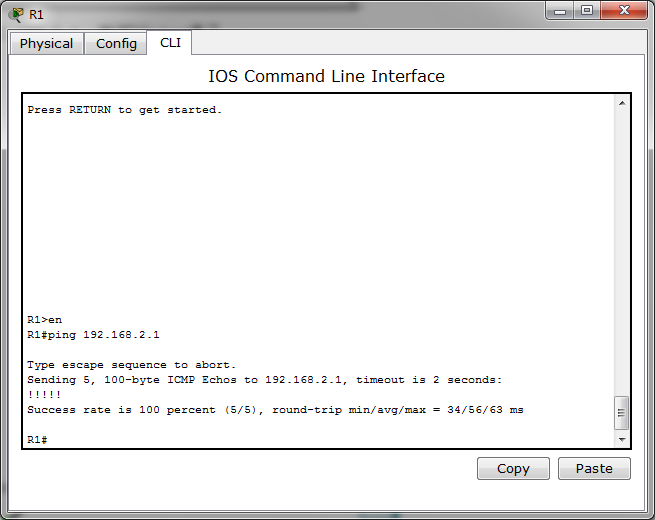 R1
Physical Config CLI
IOS Command Line Interface
Press RETURN to get started.
R1>en
R1#ping 192.168.2.1
Type escape sequence to abort.
Sending 5, 100-byte ICMP Echos to 192.168.2.1, timeout is 2 seconds:
!!!!!
Success rate is 100 percent (5/5), round-trip min/avg/max = 34/56/63 ms
R1#
Copy Paste